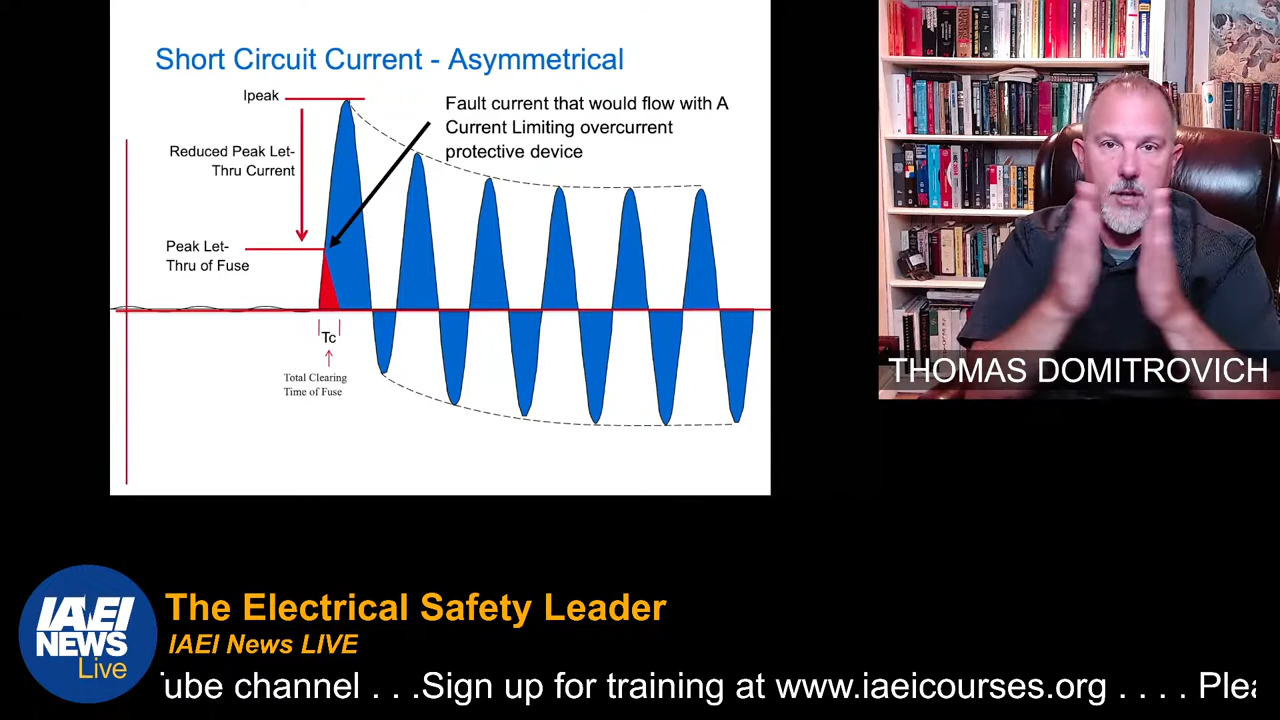 Short Circuit Current - Asymmetrical
Ipeak
Fault current that would flow with A
Current Limiting overcurrent
protective device
Reduced Peak Let-
Thru Current
Peak Let-
Thru of Fuse
Tc
Total Clearing
Time of Fuse
THOMAS DOMITROVICH
IAEI
NEWS
Live
The Electrical Safety Leader
IAEI News LIVE
ube channel . . .Sign up for training at www.iaeicourses.org . . . .